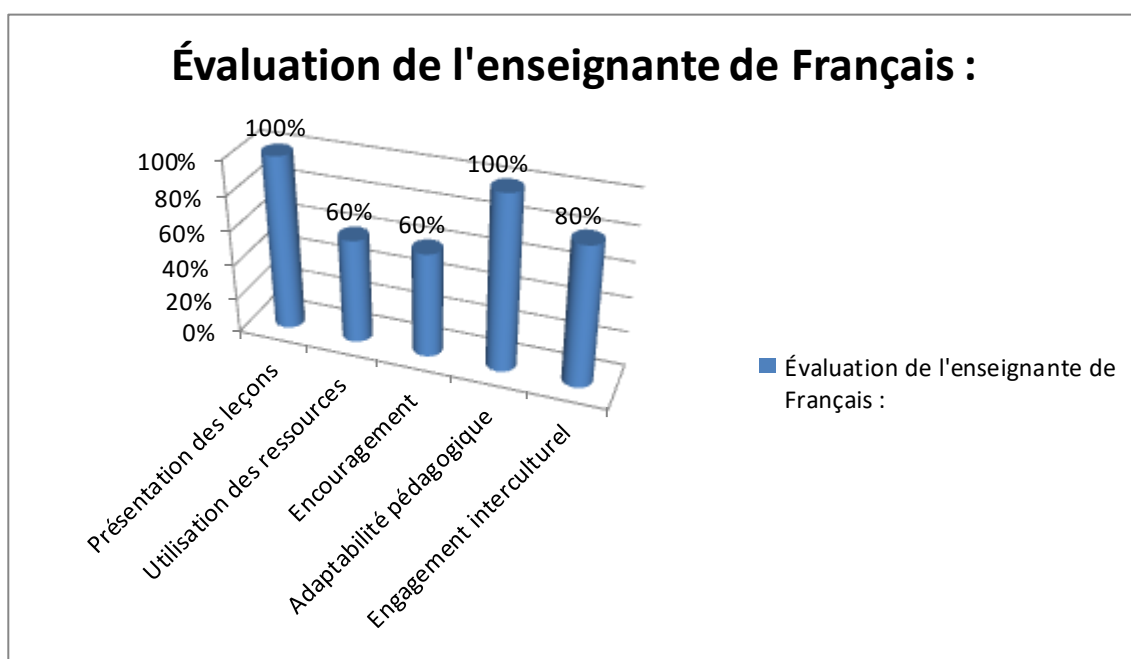 Évaluation de l'enseignante de Français :
100%
100%
100%
80%
60%
60%
80%
60%
40%
20%
0%
Présentation des leçons
Utilisation des ressources
Encouragement
Adaptabilité pédagogique
Engagement interculturel
Évaluation de l'enseignante de
Français :